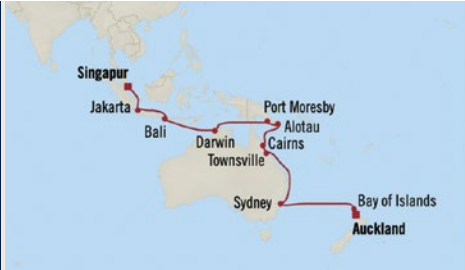 Singapur
Jakarta
Bali
Port Moresby
Alotau
Darwin
Cairns
Townsville
Sydney
Bay of Islands
Auckland